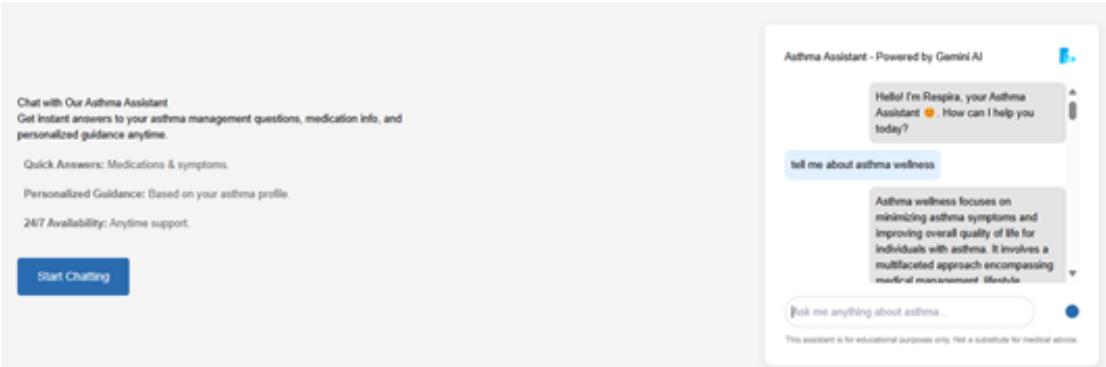 Chat with Our Asthma Assistant
Get instant answers to your asthma management questions, medication info, and
personalized guidance anytime.
Quick Answers: Medications & symptoms.
Personalized Guidance: Based on your asthma profile.
24/7 Availability: Anytime support.
Start Chatting
Asthma Assistant - Powered by Gemini AI
Hello! I'm Respira, your Asthma
Assistant 😊. How can I help you
today?
tell me about asthma wellness
Asthma wellness focuses on
minimizing asthma symptoms and
improving overall quality of life for
individuals with asthma. It involves a
multifaceted approach encompassing
medical management, lifestyle
Ask me anything about asthma...
This assistant is for educational purposes only. Not a substitute for medical advice.